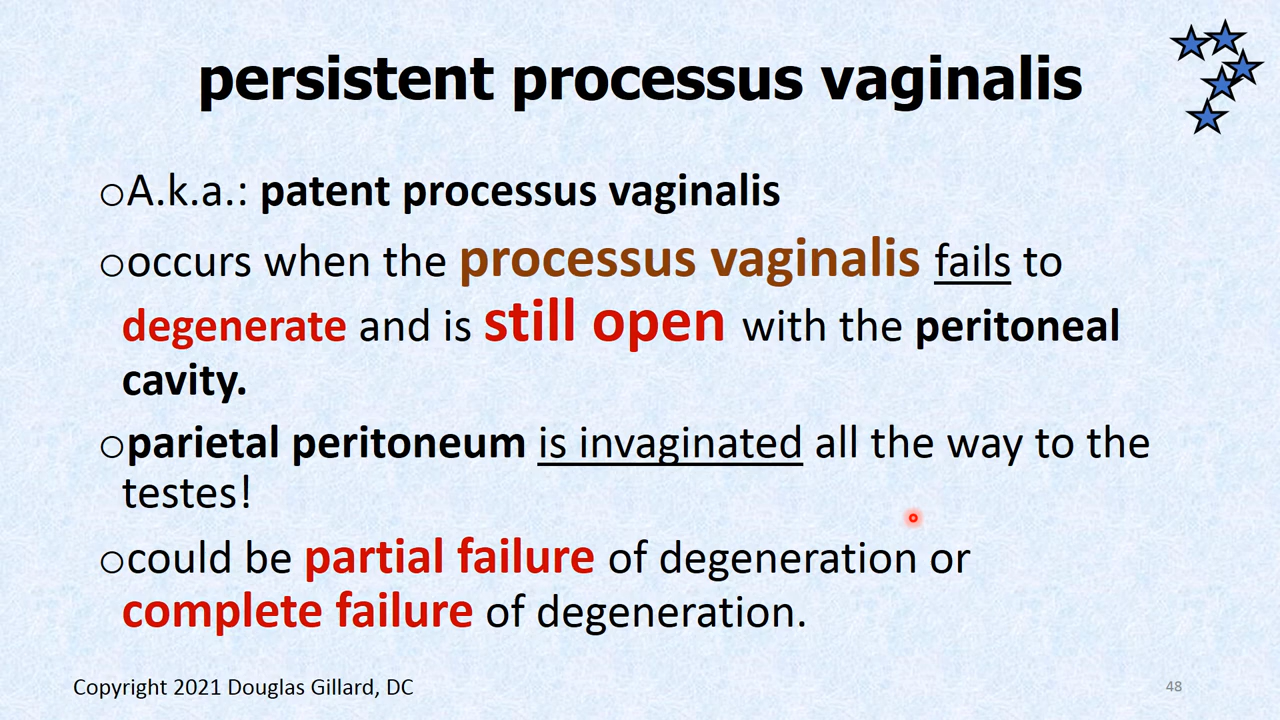 persistent processus vaginalis
○A.k.a.: patent processus vaginalis
○occurs when the processus vaginalis fails to
degenerate and is still open with the peritoneal
cavity.
○parietal peritoneum is invaginated all the way to the
testes!
○could be partial failure of degeneration or
complete failure of degeneration.
Copyright 2021 Douglas Gillard, DC
48